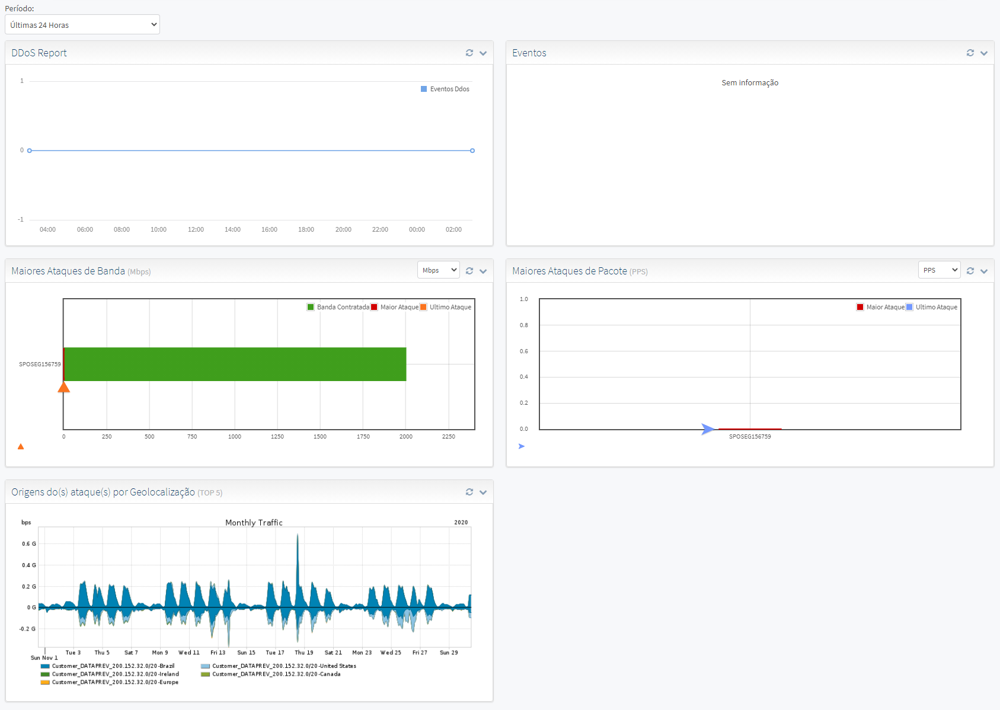 Período:
Últimas 24 Horas
DDoS Report
1
Eventos Ddos
0
-1
04:00 06:00 08:00 10:00 12:00 14:00 16:00 18:00 20:00 22:00 00:00 02:00
Eventos
Sem informação
Maiores Ataques de Banda (Mbps)
Mbps
Banda Contratada Maior Ataque Ultimo Ataque
SPOSEG156759
0 250 500 750 1000 1250 1500 1750 2000 2250
Maiores Ataques de Pacote (PPS)
PPS
1.0
Maior Ataque Ultimo Ataque
0.8
0.6
0.4
0.2
0.0
SPOSEG156759
Origens do(s) ataque(s) por Geolocalização (TOP 5)
bps Monthly Traffic 2020
0.6 G
0.4 G
0.2 G
0 G
-0.2 G
Sun Nov 1 Tue 3 Thu 5 Sat 7 Mon 9 Wed 11 Fri 13 Sun 15 Tue 17 Thu 19 Sat 21 Mon 23 Wed 25 Fri 27 Sun 29
Customer_DATAPREV_200.152.32.0/20-Brazil Customer_DATAPREV_200.152.32.0/20-United States
Customer_DATAPREV_200.152.32.0/20-Ireland Customer_DATAPREV_200.152.32.0/20-Canada
Customer_DATAPREV_200.152.32.0/20-Europe